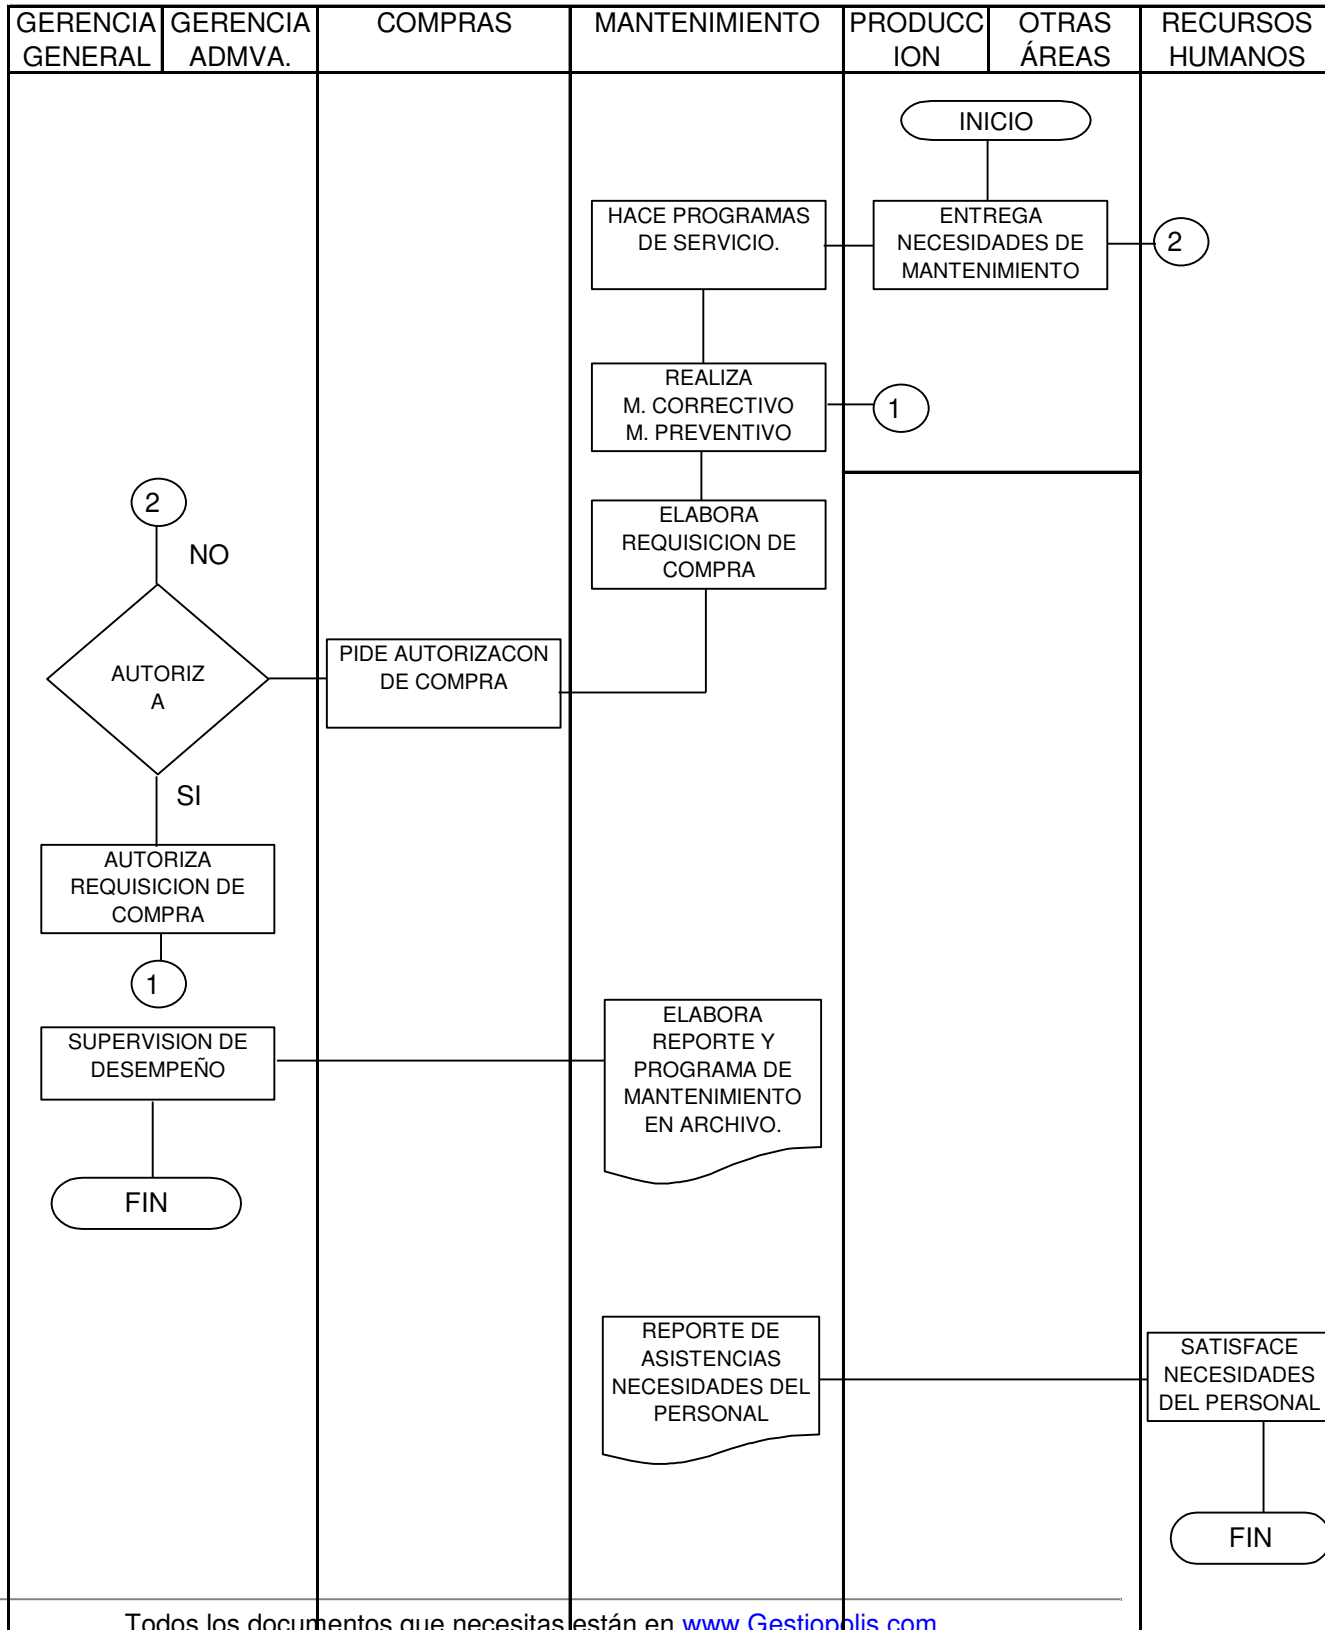 GERENCIA GENERAL
GERENCIA ADMVA.
COMPRAS
MANTENIMIENTO
PRODUCC
ION
OTRAS
ÁREAS
RECURSOS
HUMANOS
INICIO
HACE PROGRAMAS
DE SERVICIO.
ENTREGA
NECESIDADES DE
MANTENIMIENTO
2
REALIZA
M. CORRECTIVO
M. PREVENTIVO
1
2
NO
ELABORA
REQUISICION DE
COMPRA
AUTORIZ
A
PIDE AUTORIZACON
DE COMPRA
SI
AUTORIZA
REQUISICION DE
COMPRA
1
SUPERVISION DE
DESEMPEÑO
ELABORA
REPORTE Y
PROGRAMA DE
MANTENIMIENTO
EN ARCHIVO.
FIN
REPORTE DE
ASISTENCIAS
NECESIDADES DEL
PERSONAL
SATISFACE
NECESIDADES
DEL PERSONAL
FIN
Todos los documentos que necesitas están en www.Gestiopolis.com